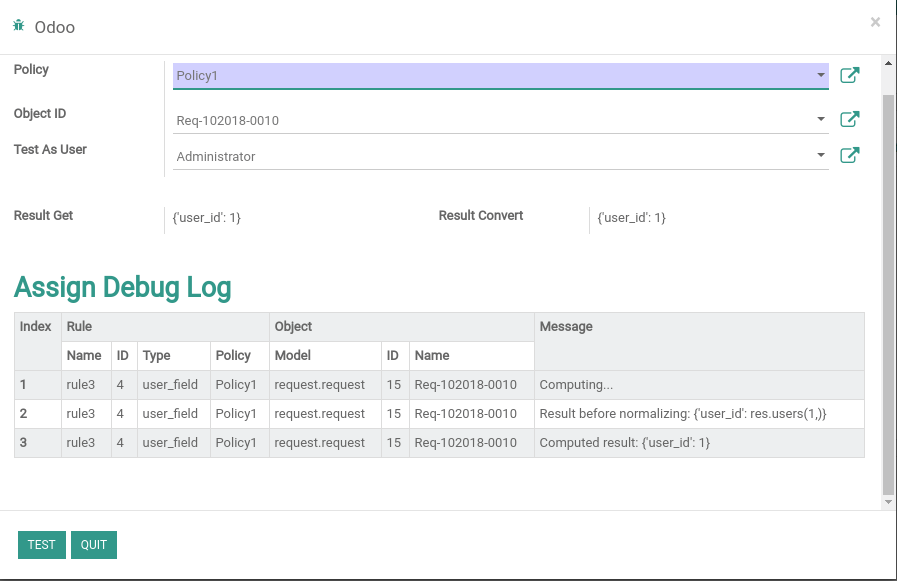 Odoo
×
Policy
Policy1
Object ID
Req-102018-0010
Test As User
Administrator
Result Get
{'user_id': 1}
Result Convert
{'user_id': 1}
Assign Debug Log
Index Rule Object Message
Name ID Type Policy Model ID Name
1 rule3 4 user_field Policy1 request.request 15 Req-102018-0010 Computing...
2 rule3 4 user_field Policy1 request.request 15 Req-102018-0010 Result before normalizing: {'user_id': res.users(1,)}
3 rule3 4 user_field Policy1 request.request 15 Req-102018-0010 Computed result: {'user_id': 1}
TEST QUIT